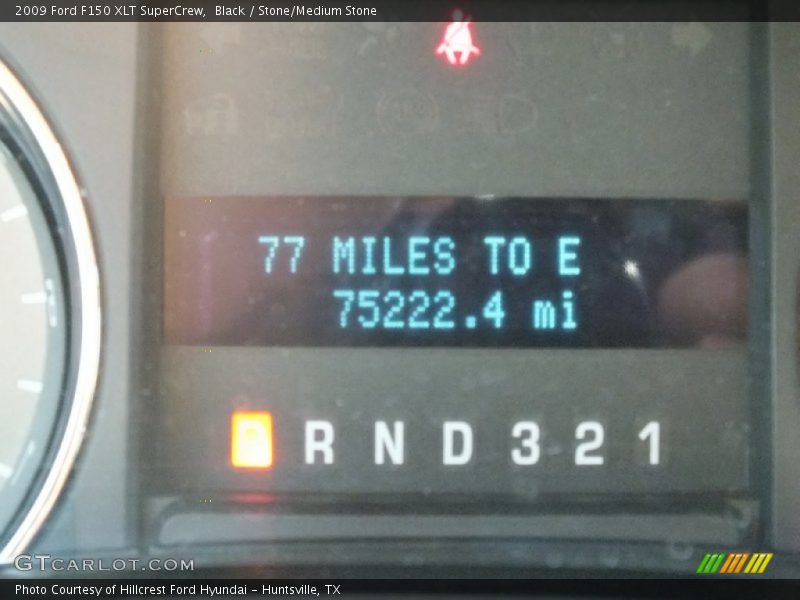 2009 Ford F150 XLT SuperCrew,  Black / Stone/Medium Stone
77 MILES TO E
75222.4 mi
P R N D 3 2 1
GTCARLOT.COM
Photo Courtesy of Hillcrest Ford Hyundai – Huntsville, TX